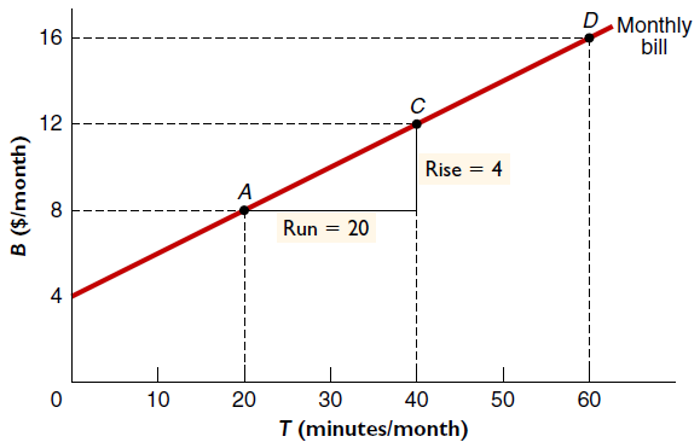 D
Monthly
bill
16
C
12
Rise = 4
A
8
Run = 20
4
B ($/month)
0
10
20
30
40
50
60
T (minutes/month)